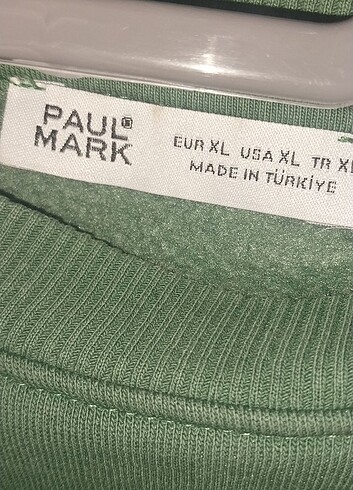 PAUL®
MARK
EUR XL USA XL TR XL
MADE IN TÜRKİYE